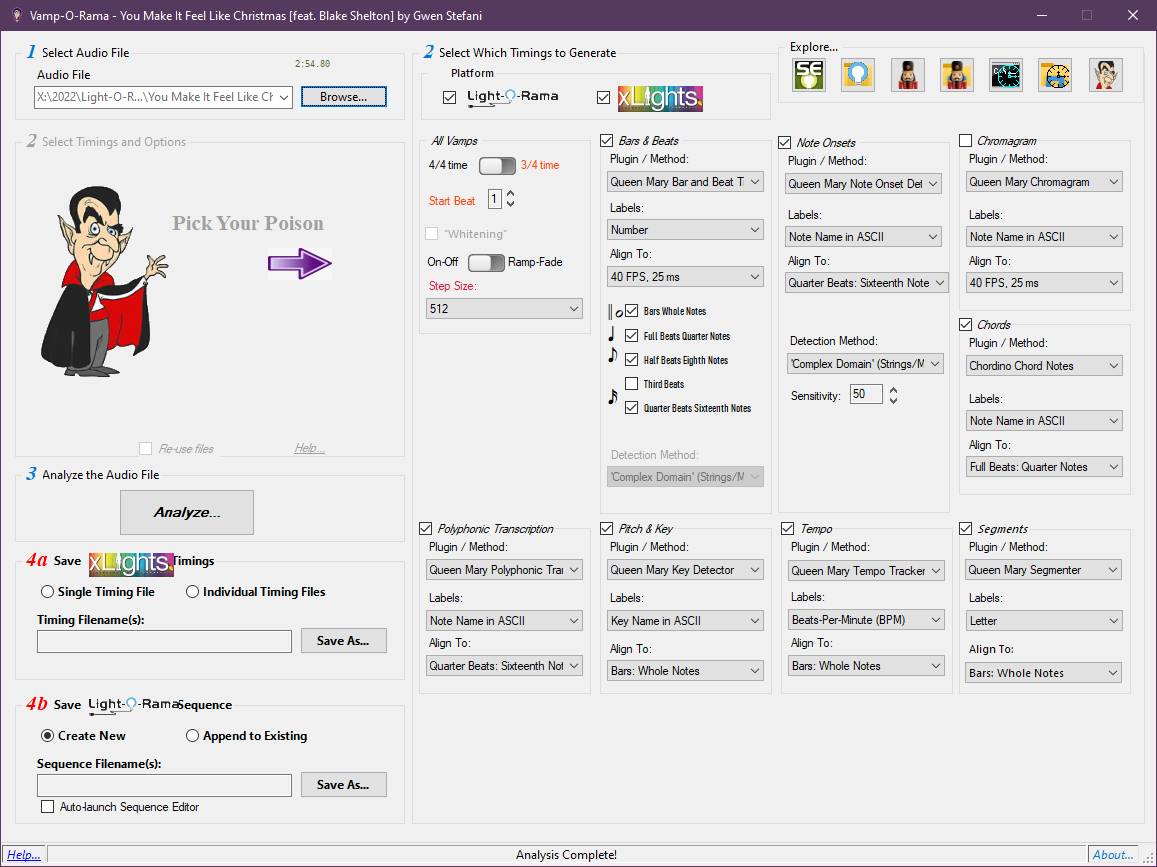 Vamp-O-Rama - You Make It Feel Like Christmas [feat. Blake Shelton] by Gwen Stefani
1 Select Audio File
2:54.80
Audio File
X:\2022\Light-O-R...\You Make It Feel Like Ch
Browse...
2 Select Timings and Options
Pick Your Poison
Re-use files
Help...
3 Analyze the Audio File
Analyze...
4a Save xLights Timings
Single Timing File
Individual Timing Files
Timing Filename(s):
Save As...
4b Save Light-O-Rama Sequence
Create New
Append to Existing
Sequence Filename(s):
Save As...
Auto-launch Sequence Editor
2 Select Which Timings to Generate
Platform
Light-O-Rama
xLights.
Explore...
SE
All Vamps
4/4 time
3/4 time
Start Beat
1
"Whitening"
On-Off
Ramp-Fade
Step Size:
512
Bars & Beats
Plugin / Method:
Queen Mary Bar and Beat T
Labels:
Number
Align To:
40 FPS, 25 ms
Bars Whole Notes
Full Beats Quarter Notes
Half Beats Eighth Notes
Third Beats
Quarter Beats Sixteenth Notes
Detection Method:
'Complex Domain' (Strings/M
Note Onsets
Plugin / Method:
Queen Mary Note Onset Det
Labels:
Note Name in ASCII
Align To:
Quarter Beats: Sixteenth Note
Detection Method:
'Complex Domain' (Strings/M
Sensitivity:
50
Chromagram
Plugin / Method:
Queen Mary Chromagram
Labels:
Note Name in ASCII
Align To:
40 FPS, 25 ms
Chords
Plugin / Method:
Chordino Chord Notes
Labels:
Note Name in ASCII
Align To:
Full Beats: Quarter Notes
Polyphonic Transcription
Plugin / Method:
Queen Mary Polyphonic Trar
Labels:
Note Name in ASCII
Align To:
Quarter Beats: Sixteenth Not
Pitch & Key
Plugin / Method:
Queen Mary Key Detector
Labels:
Key Name in ASCII
Align To:
Bars: Whole Notes
Tempo
Plugin / Method:
Queen Mary Tempo Tracker
Labels:
Beats-Per-Minute (BPM)
Align To:
Bars: Whole Notes
Segments
Plugin / Method:
Queen Mary Segmenter
Labels:
Letter
Align To:
Bars: Whole Notes
Help...
Analysis Complete!
About...